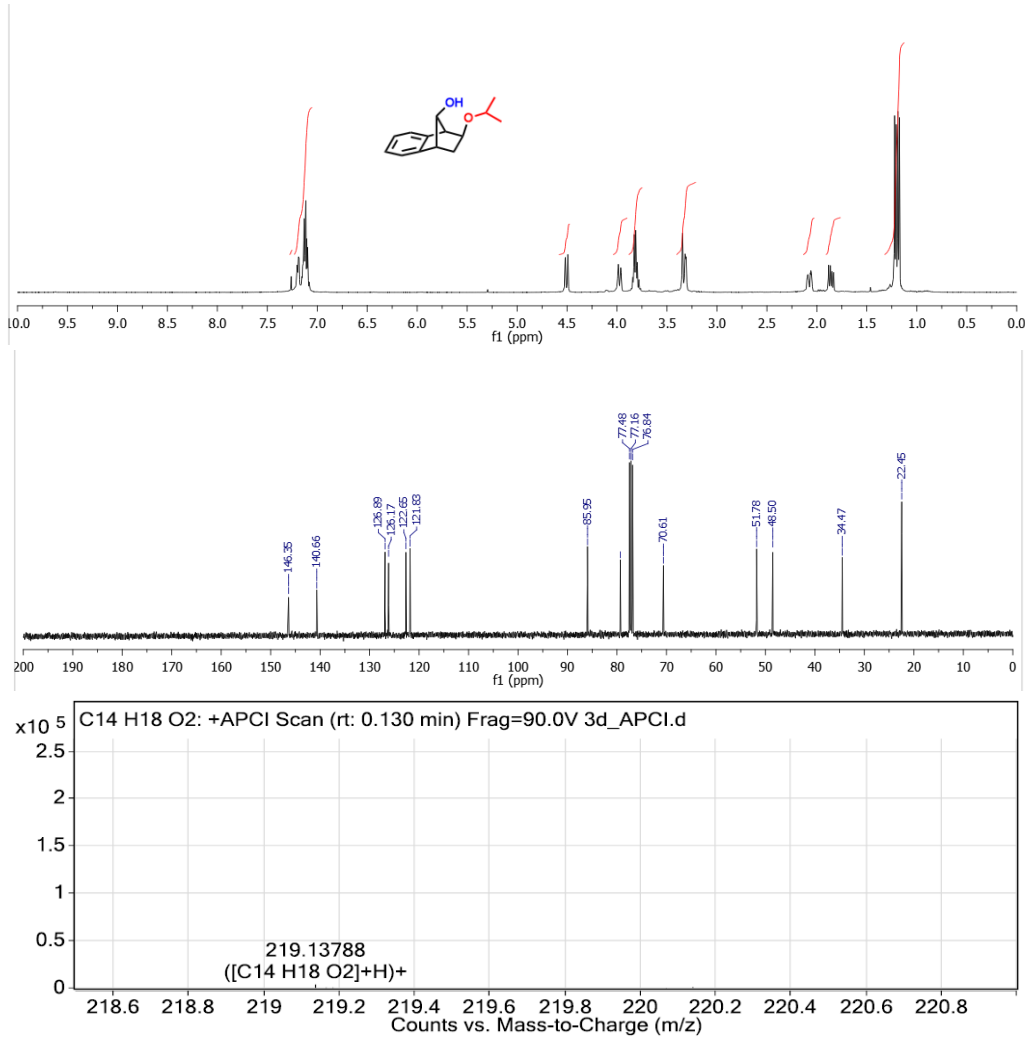 OH
O
10.0 9.5 9.0 8.5 8.0 7.5 7.0 6.5 6.0 5.5 5.0 4.5 4.0 3.5 3.0 2.5 2.0 1.5 1.0 0.5 0.0
f1 (ppm)
146.35
140.66
126.89
126.17
122.65
121.83
85.95
77.48
77.16
76.84
70.61
51.78
48.50
34.47
22.45
200 190 180 170 160 150 140 130 120 110 100 90 80 70 60 50 40 30 20 10 0
f1 (ppm)
x10 5
C14 H18 O2: +APCI Scan (rt: 0.130 min) Frag=90.0V 3d_APCI.d
2.5
2
1.5
1
0.5
0
219.13788
([C14 H18 O2]+H)+
218.6 218.8 219 219.2 219.4 219.6 219.8 220 220.2 220.4 220.6 220.8
Counts vs. Mass-to-Charge (m/z)